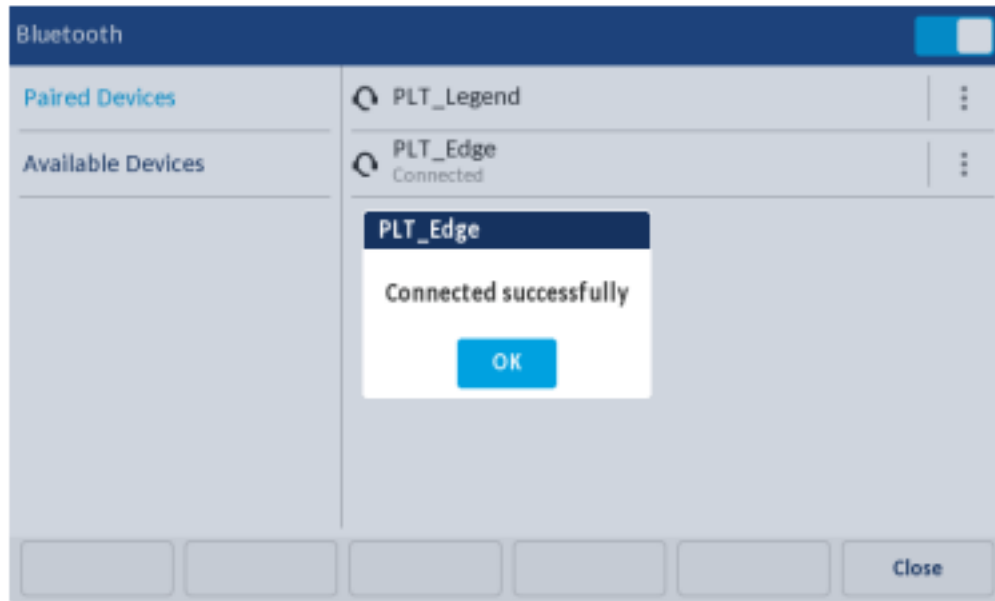 Bluetooth
Paired Devices
Available Devices
PLT_Legend
PLT_Edge
Connected
PLT_Edge
Connected successfully
OK
Close